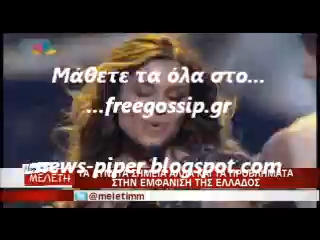 Μάθετε τα όλα στο...
...freegossip.gr
news-piper.blogspot.com
ΜΕΛΕΤΗ
ΤΑ ΔΥΝΑΤΑ ΣΗΜΕΙΑ ΑΛΛΑ ΚΑΙ ΤΑ ΠΡΟΒΛΗΜΑΤΑ
ΣΤΗΝ ΕΜΦΑΝΙΣΗ ΤΗΣ ΕΛΛΑΔΟΣ
@meletimm